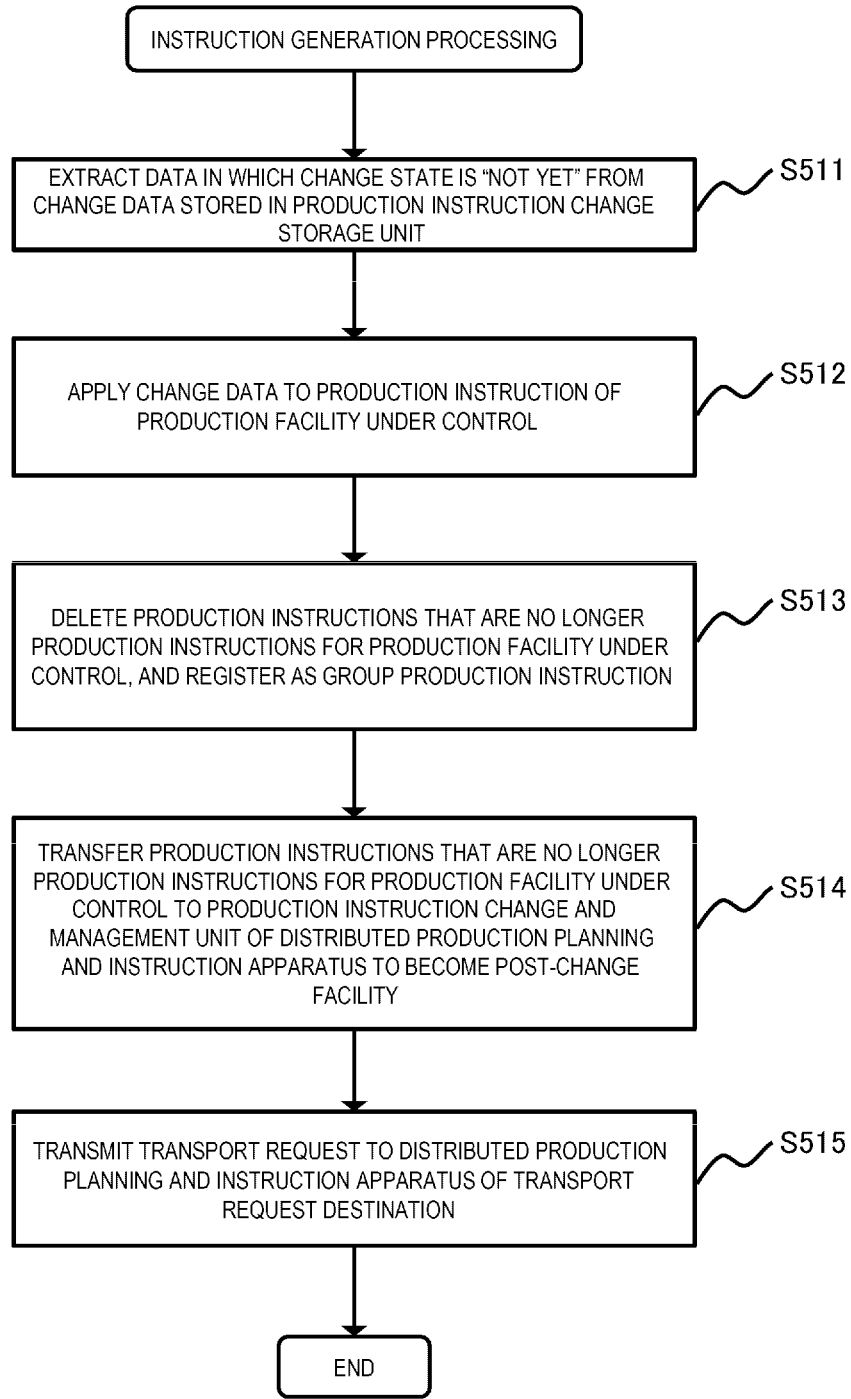 INSTRUCTION GENERATION PROCESSING
EXTRACT DATA IN WHICH CHANGE STATE IS “NOT YET” FROM
CHANGE DATA STORED IN PRODUCTION INSTRUCTION CHANGE
STORAGE UNIT
S511
APPLY CHANGE DATA TO PRODUCTION INSTRUCTION OF
PRODUCTION FACILITY UNDER CONTROL
S512
DELETE PRODUCTION INSTRUCTIONS THAT ARE NO LONGER
PRODUCTION INSTRUCTIONS FOR PRODUCTION FACILITY UNDER
CONTROL, AND REGISTER AS GROUP PRODUCTION INSTRUCTION
S513
TRANSFER PRODUCTION INSTRUCTIONS THAT ARE NO LONGER
PRODUCTION INSTRUCTIONS FOR PRODUCTION FACILITY UNDER
CONTROL TO PRODUCTION INSTRUCTION CHANGE AND
MANAGEMENT UNIT OF DISTRIBUTED PRODUCTION PLANNING
AND INSTRUCTION APPARATUS TO BECOME POST-CHANGE
FACILITY
S514
TRANSMIT TRANSPORT REQUEST TO DISTRIBUTED PRODUCTION
PLANNING AND INSTRUCTION APPARATUS OF TRANSPORT
REQUEST DESTINATION
S515
END